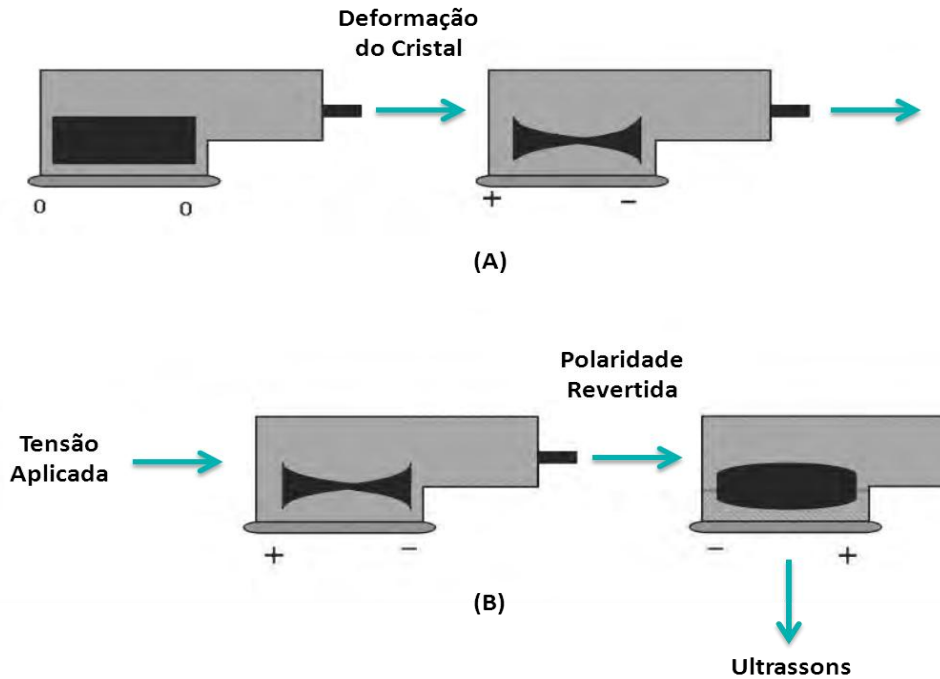 Deformação
do Cristal
0 0
+ −
(A)
Polaridade
Revertida
Tensão
Aplicada
+ − − +
(B)
Ultrassons